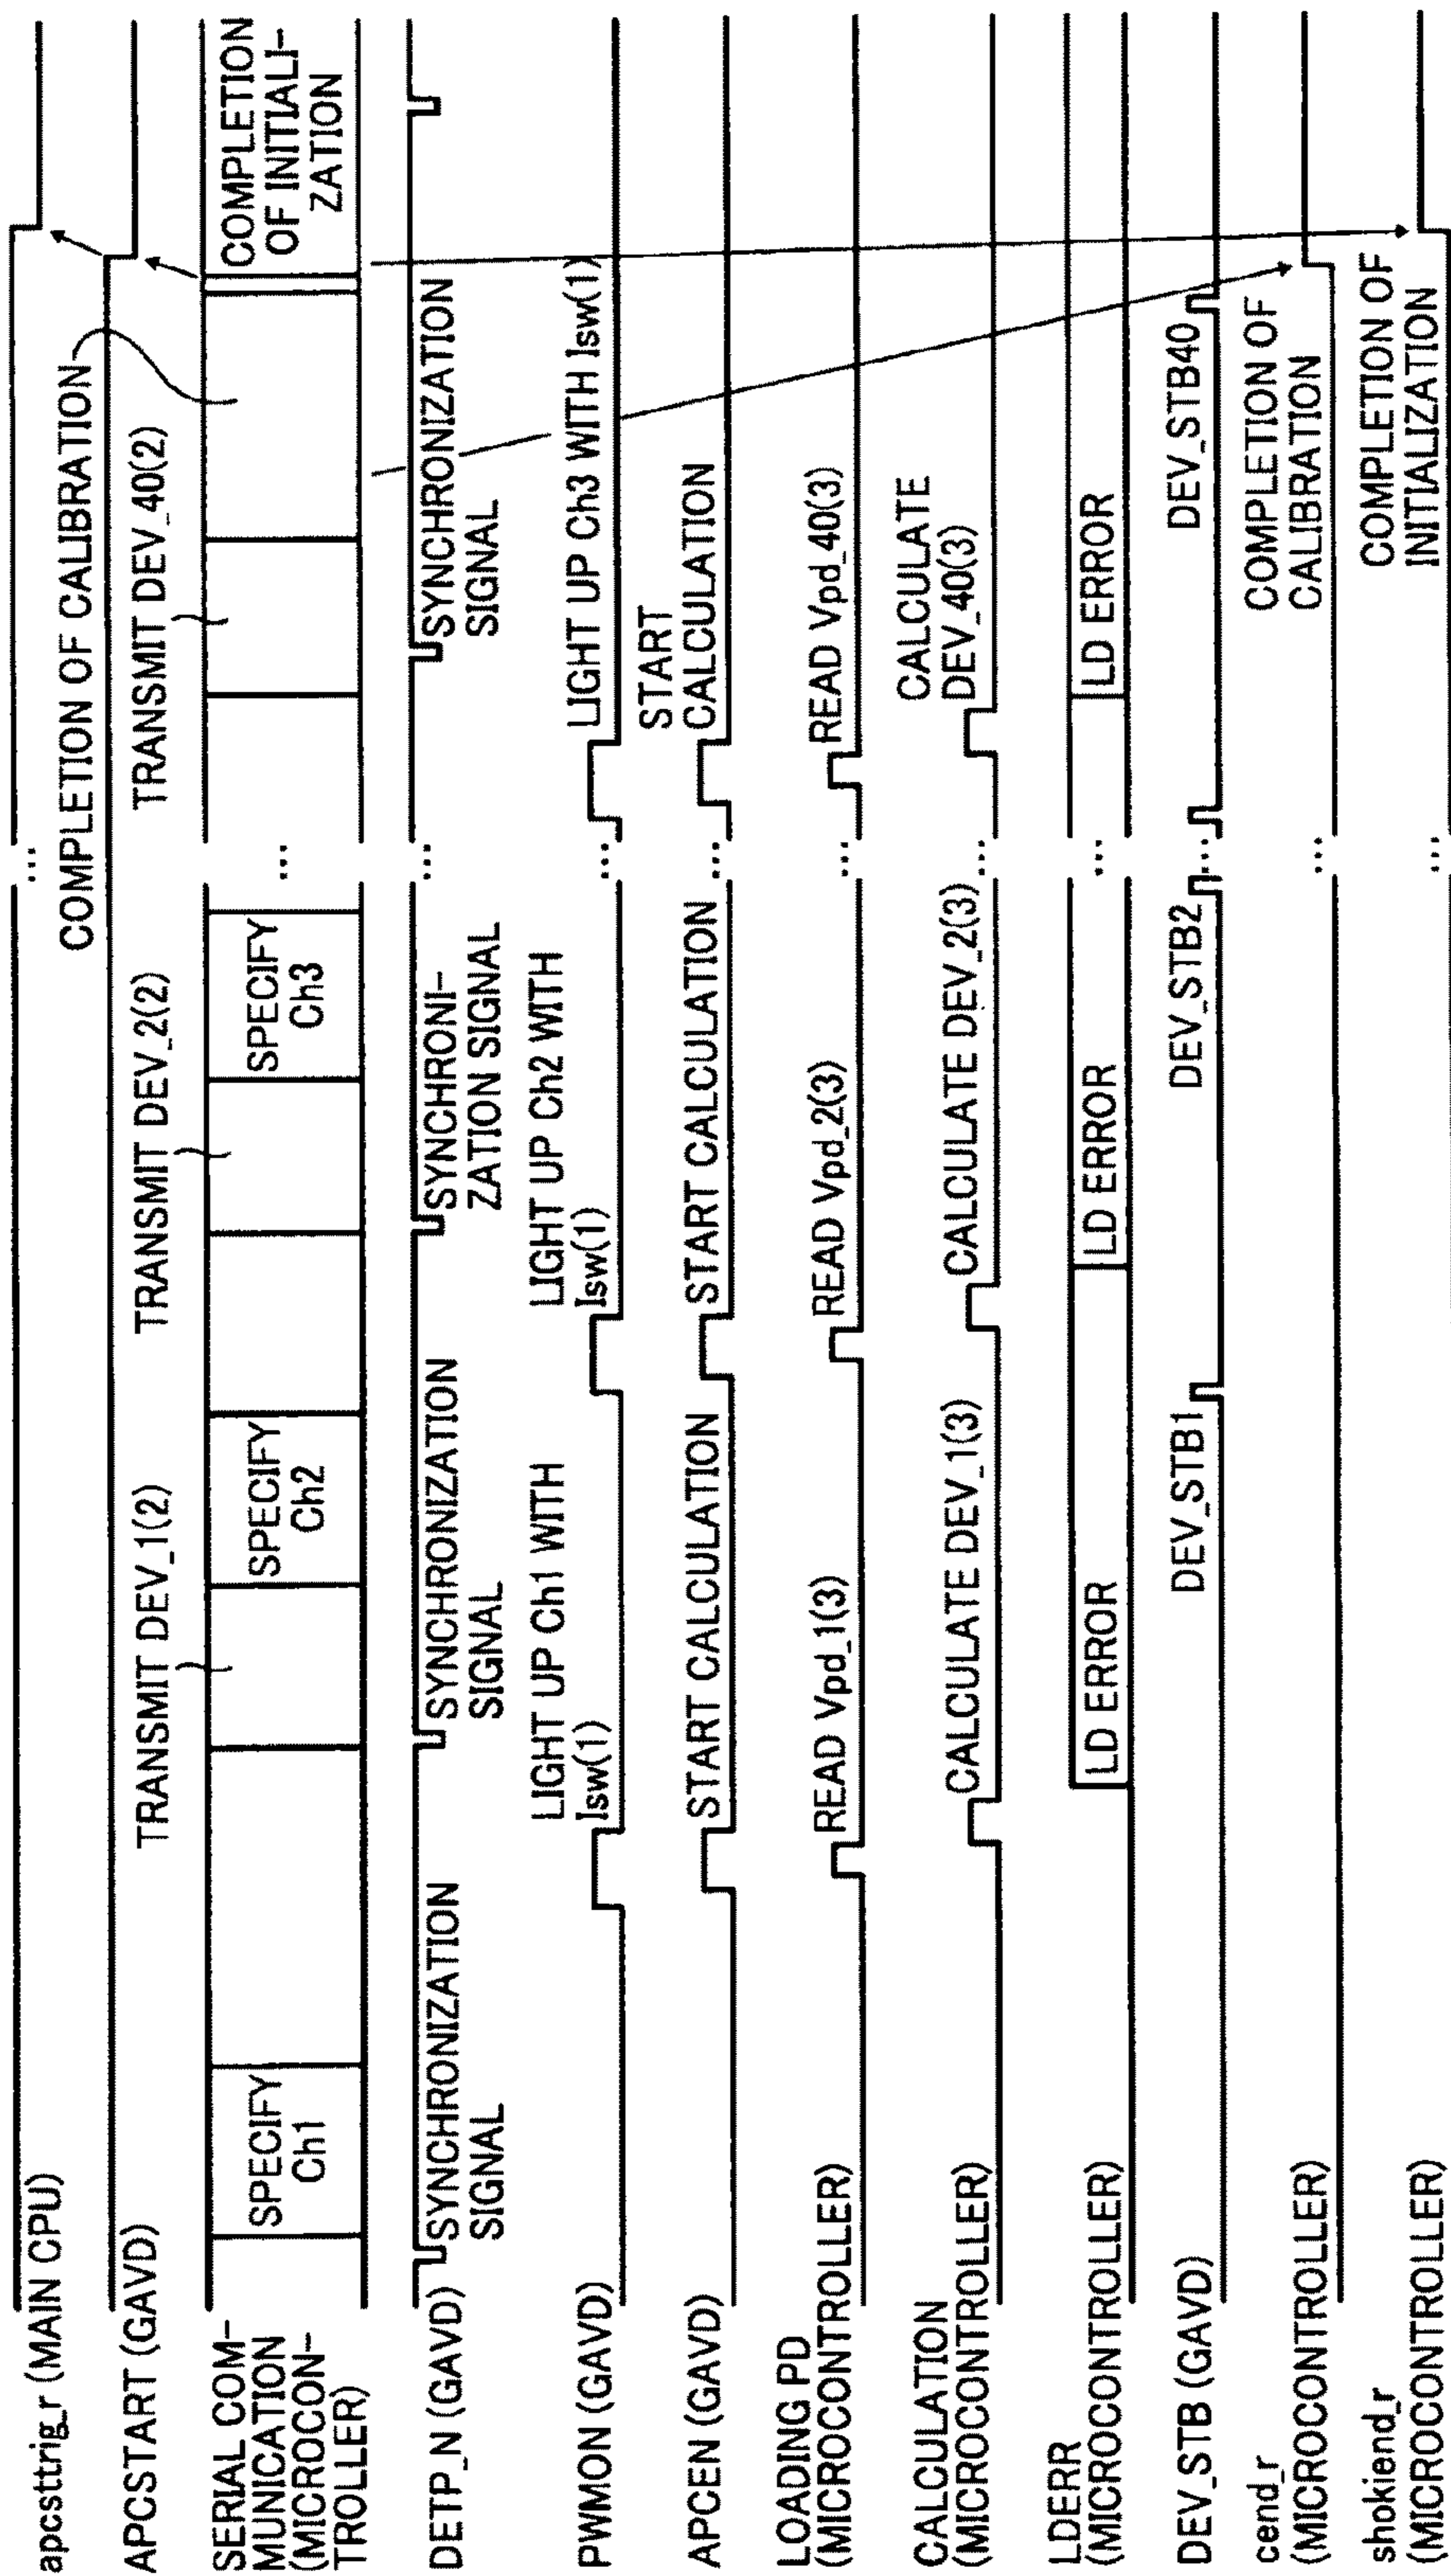 apcsttrig_r (MAIN CPU)
...
APCSTART (GAVD)
COMPLETION OF CALIBRATION
TRANSMIT DEV_1(2)
TRANSMIT DEV_2(2)
TRANSMIT DEV_40(2)
SERIAL COM-
MUNICATION
(MICROCON-
TROLLER)
SPECIFY
Ch1
SPECIFY
Ch2
SPECIFY
Ch3
...
COMPLETION
OF INITIALI-
ZATION
DETP_N (GAVD)
SYNCHRONIZATION
SIGNAL
SYNCHRONIZATION
SIGNAL
SYNCHRONI-
ZATION SIGNAL
...
SYNCHRONIZATION
SIGNAL
PWMON (GAVD)
LIGHT UP Ch1 WITH
Isw(1)
LIGHT UP Ch2 WITH
Isw(1)
...
LIGHT UP Ch3 WITH Isw(1)
APCEN (GAVD)
START CALCULATION
START CALCULATION
...
START
CALCULATION
LOADING PD
(MICROCONTROLLER)
READ Vpd_1(3)
READ Vpd_2(3)
...
READ Vpd_40(3)
CALCULATION
(MICROCONTROLLER)
CALCULATE DEV_1(3)
CALCULATE DEV_2(3)
...
CALCULATE
DEV_40(3)
LDERR
(MICROCONTROLLER)
LD ERROR
LD ERROR
...
LD ERROR
DEV_STB (GAVD)
DEV_STB1
DEV_STB2
...
DEV_STB40
cend_r
(MICROCONTROLLER)
...
COMPLETION OF
CALIBRATION
shokiend_r
(MICROCONTROLLER)
...
COMPLETION OF
INITIALIZATION